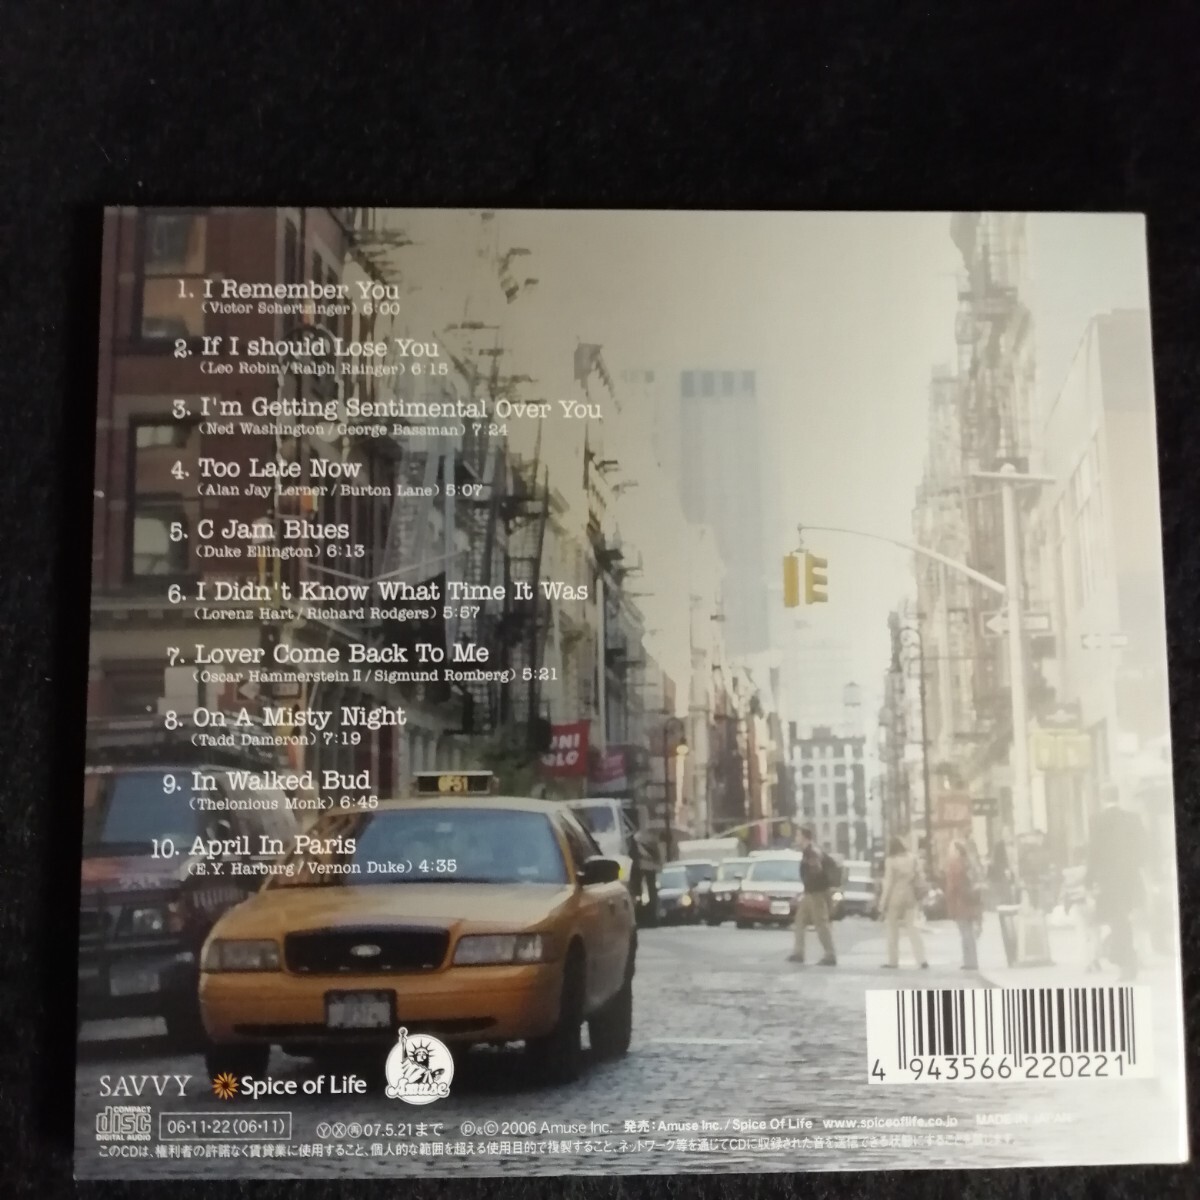 1. I Remember You
(Victor Schertzinger) 6:00
2. If I should Lose You
(Leo Robin/Ralph Rainger) 6:15
3. I'm Getting Sentimental Over You
(Ned Washington/George Bassman) 7:24
4. Too Late Now
(Alan Jay Lerner/Burton Lane) 5:07
5. C Jam Blues
(Duke Ellington) 6:13
6. I Didn't Know What Time It Was
(Lorenz Hart/Richard Rodgers) 5:57
7. Lover Come Back To Me
(Oscar Hammerstein II/Sigmund Romberg) 5:21
8. On A Misty Night
(Tadd Dameron) 7:19
9. In Walked Bud
(Thelonious Monk) 6:45
10. April In Paris
(E.Y. Harburg/Vernon Duke) 4:35
UNI
QLO
6F51
4 943566 220221
SAVVY Spice of Life Amuse
COMPACT disc DIGITAL AUDIO
06・11・22 (06・11) Ⓨ Ⓧ ㊢ 07.5.21まで Ⓟ&Ⓒ 2006 Amuse Inc. 発売:Amuse Inc. / Spice Of Life www.spiceoflife.co.jp MADE IN JAPAN
このCDは、権利者の許諾なく賃貸業に使用すること、個人的な範囲を超える使用目的で複製すること、ネットワーク等を通じてCDに収録された音を送信できる状態にすることを禁じます。